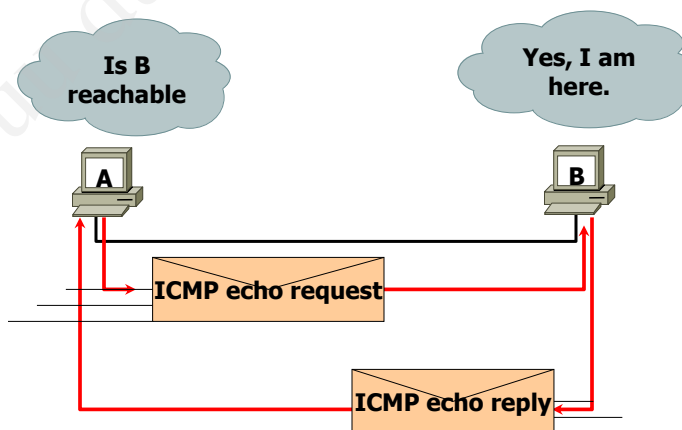 Is B
reachable
Yes, I am
here.
A
B
ICMP echo request
ICMP echo reply